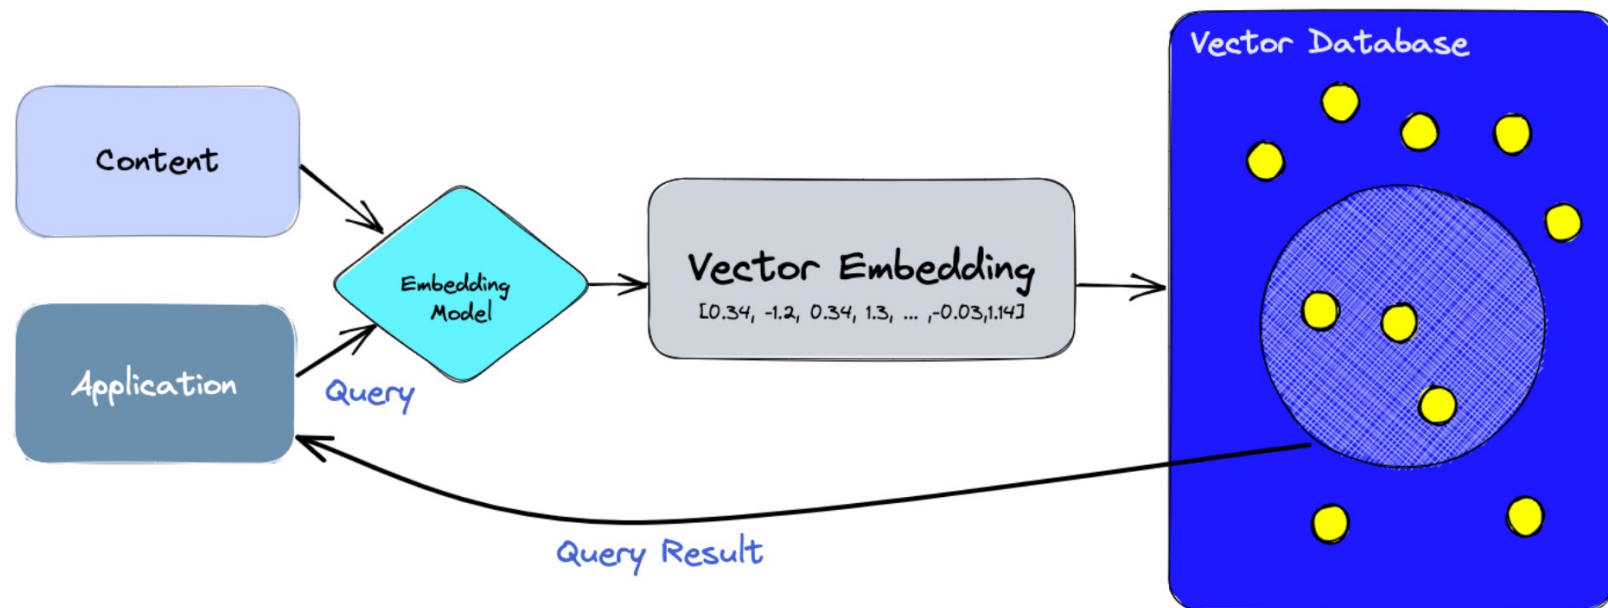 Vector Database
Content
Embedding
Model
Vector Embedding
[0.34, -1.2, 0.34, 1.3, ... ,-0.03,1.14]
Application
Query
Query Result